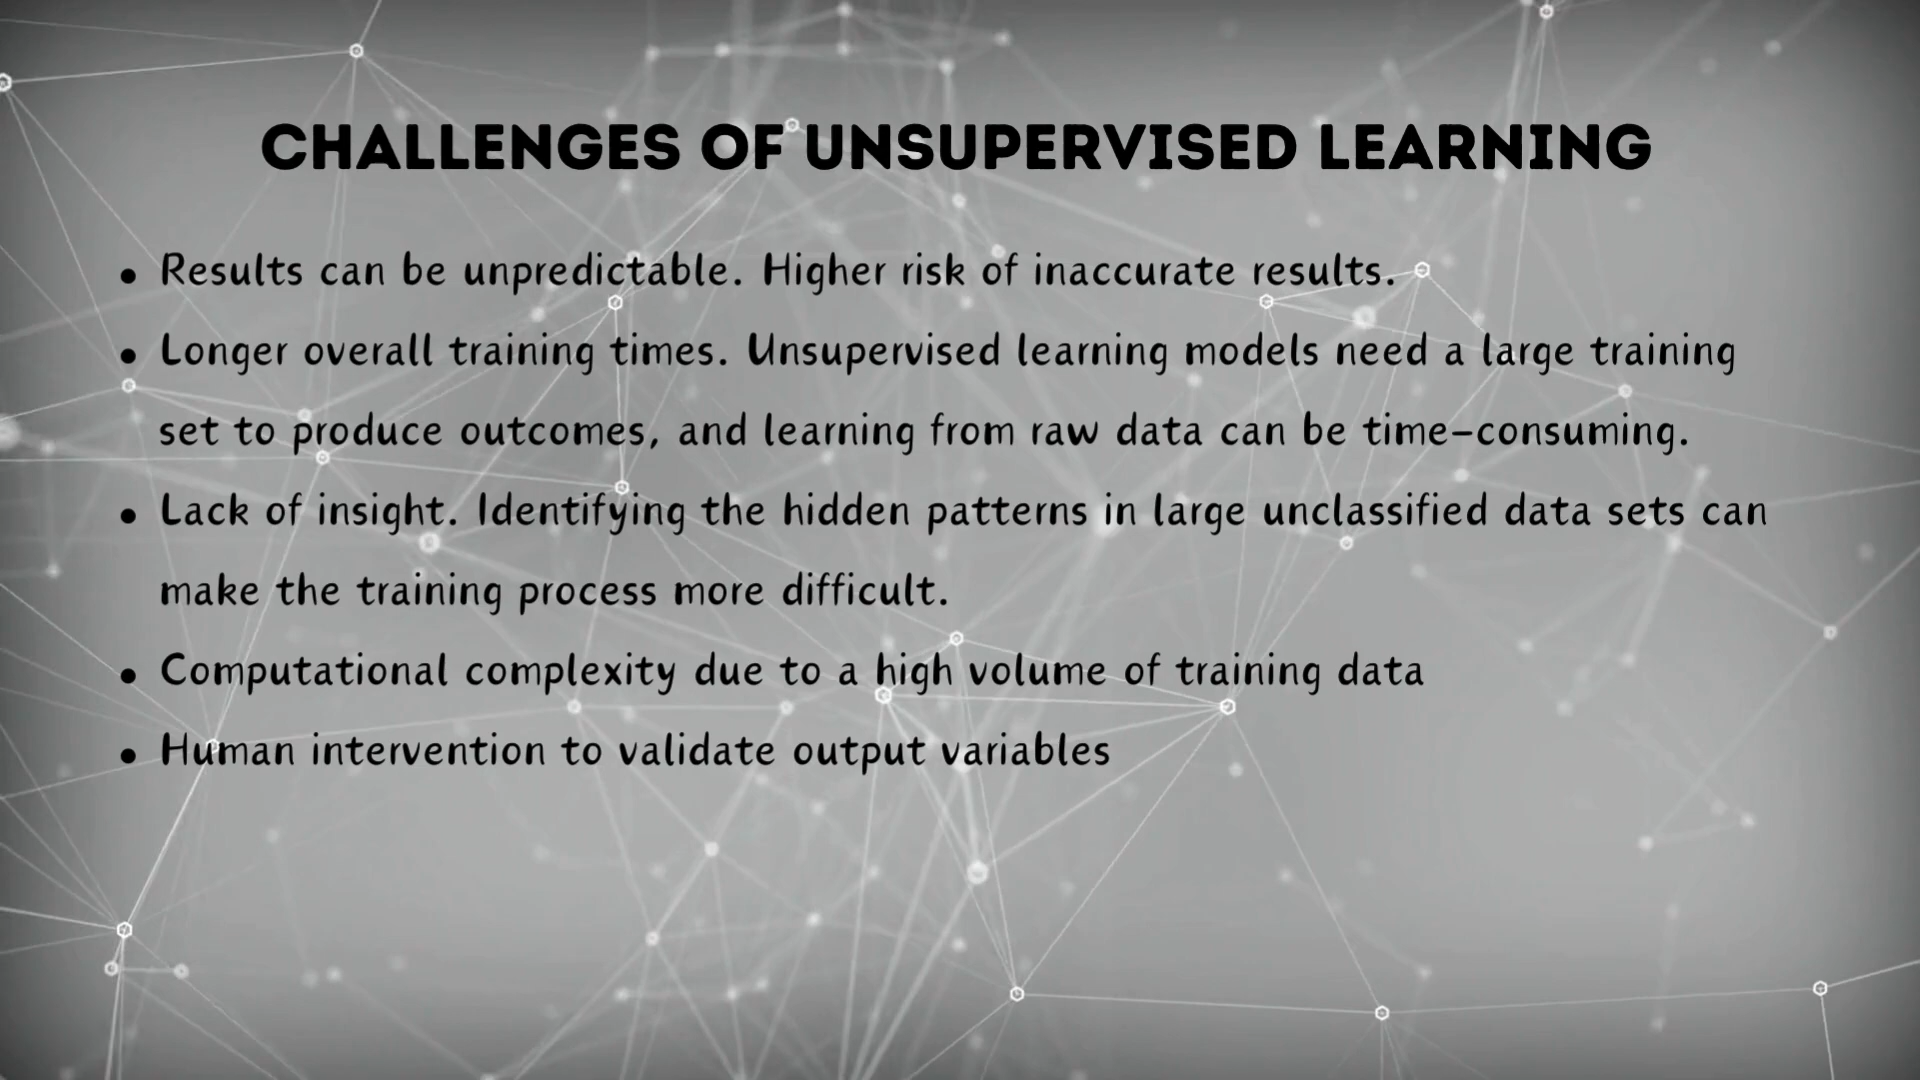 CHALLENGES OF UNSUPERVISED LEARNING
• Results can be unpredictable. Higher risk of inaccurate results.
• Longer overall training times. Unsupervised learning models need a large training
set to produce outcomes, and learning from raw data can be time-consuming.
• Lack of insight. Identifying the hidden patterns in large unclassified data sets can
make the training process more difficult.
• Computational complexity due to a high volume of training data
• Human intervention to validate output variables